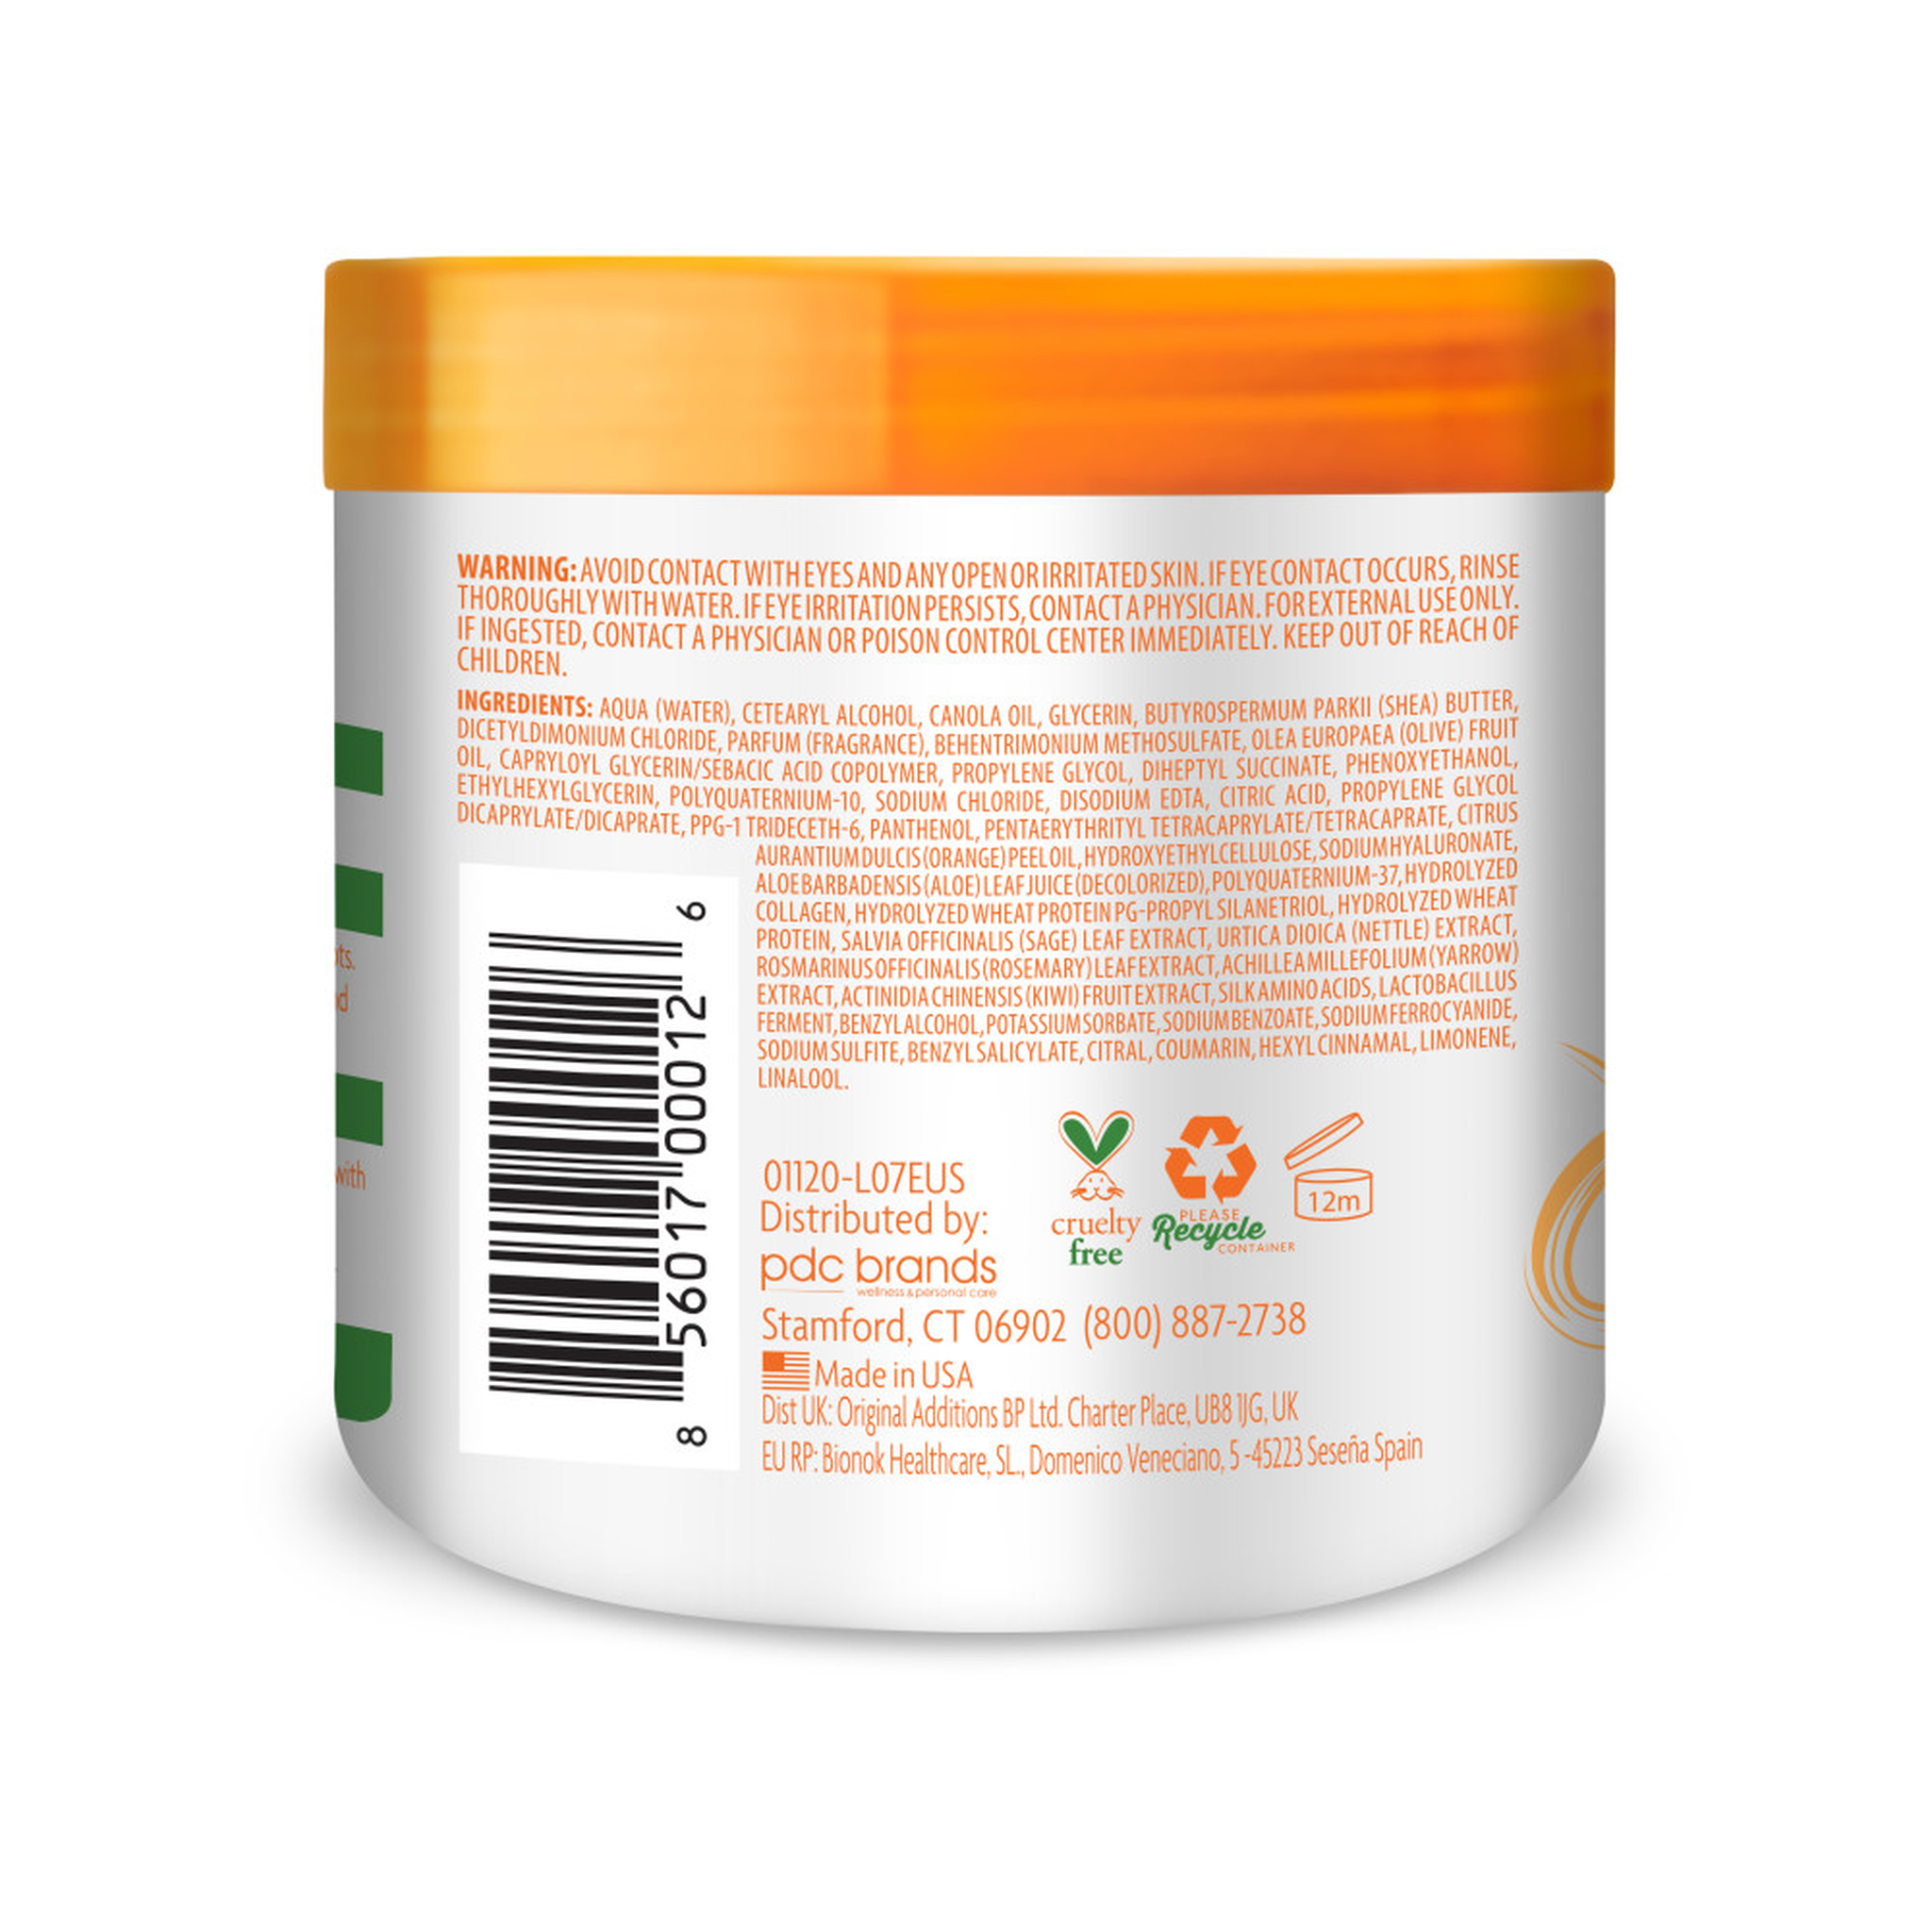 WARNING: AVOID CONTACT WITH EYES AND ANY OPEN OR IRRITATED SKIN. IF EYE CONTACT OCCURS, RINSE
THOROUGHLY WITH WATER. IF EYE IRRITATION PERSISTS, CONTACT A PHYSICIAN. FOR EXTERNAL USE ONLY.
IF INGESTED, CONTACT A PHYSICIAN OR POISON CONTROL CENTER IMMEDIATELY. KEEP OUT OF REACH OF
CHILDREN.
INGREDIENTS: AQUA (WATER), CETEARYL ALCOHOL, CANOLA OIL, GLYCERIN, BUTYROSPERMUM PARKII (SHEA) BUTTER,
DICETYLDIMONIUM CHLORIDE, PARFUM (FRAGRANCE), BEHENTRIMONIUM METHOSULFATE, OLEA EUROPAEA (OLIVE) FRUIT
OIL, CAPRYLOYL GLYCERIN/SEBACIC ACID COPOLYMER, PROPYLENE GLYCOL, DIHEPTYL SUCCINATE, PHENOXYETHANOL,
ETHYLHEXYLGLYCERIN, POLYQUATERNIUM-10, SODIUM CHLORIDE, DISODIUM EDTA, CITRIC ACID, PROPYLENE GLYCOL
DICAPRYLATE/DICAPRATE, PPG-1 TRIDECETH-6, PANTHENOL, PENTAERYTHRITYL TETRACAPRYLATE/TETRACAPRATE, CITRUS
AURANTIUM DULCIS (ORANGE) PEEL OIL, HYDROXYETHYLCELLULOSE, SODIUM HYALURONATE,
ALOE BARBADENSIS (ALOE) LEAF JUICE (DECOLORIZED), POLYQUATERNIUM-37, HYDROLYZED
COLLAGEN, HYDROLYZED WHEAT PROTEIN PG-PROPYL SILANETRIOL, HYDROLYZED WHEAT
PROTEIN, SALVIA OFFICINALIS (SAGE) LEAF EXTRACT, URTICA DIOICA (NETTLE) EXTRACT,
ROSMARINUS OFFICINALIS (ROSEMARY) LEAF EXTRACT, ACHILLEA MILLEFOLIUM (YARROW)
EXTRACT, ACTINIDIA CHINENSIS (KIWI) FRUIT EXTRACT, SILK AMINO ACIDS, LACTOBACILLUS
FERMENT, BENZYL ALCOHOL, POTASSIUM SORBATE, SODIUM BENZOATE, SODIUM FERROCYANIDE,
SODIUM SULFITE, BENZYL SALICYLATE, CITRAL, COUMARIN, HEXYL CINNAMAL, LIMONENE,
LINALOOL.
8 56017 00012 6
with
01120-L07EUS
Distributed by:
pdc brands
wellness & personal care
cruelty
free
PLEASE
Recycle
CONTAINER
12m
Stamford, CT 06902 (800) 887-2738
Made in USA
Dist UK: Original Additions BP Ltd. Charter Place, UB8 1JG, UK
EU RP: Bionok Healthcare, SL., Domenico Veneciano, 5 -45223 Seseña Spain